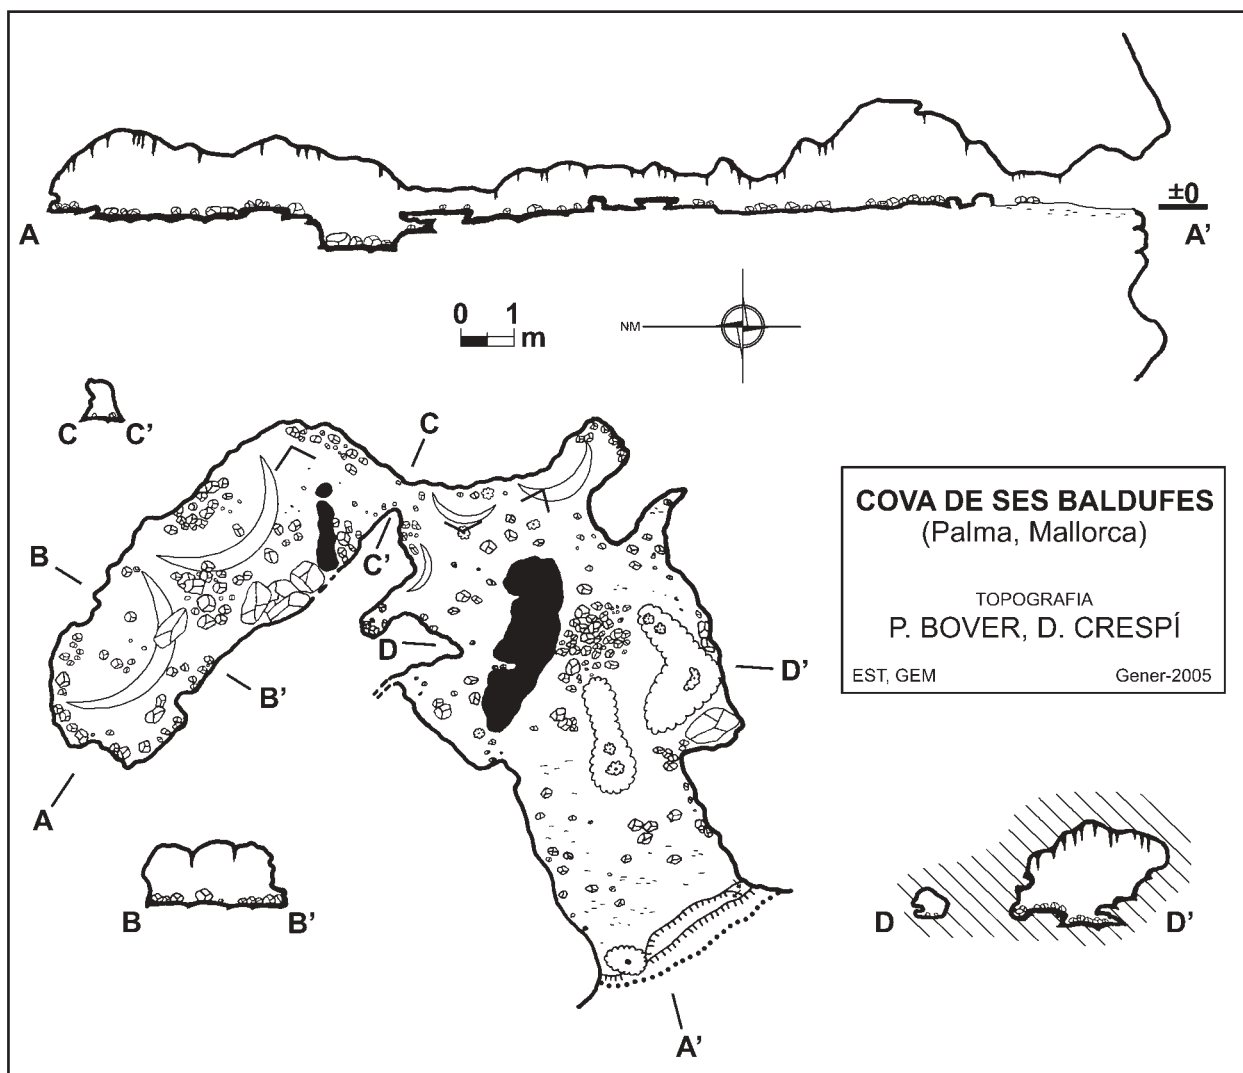 ±0
A
A’
0 1
m
NM
C C’
C
B
C’
D
D’
B’
A
B B’
A’
COVA DE SES BALDUFES
(Palma, Mallorca)
TOPOGRAFIA
P. BOVER, D. CRESPÍ
EST, GEM Gener-2005
D D’